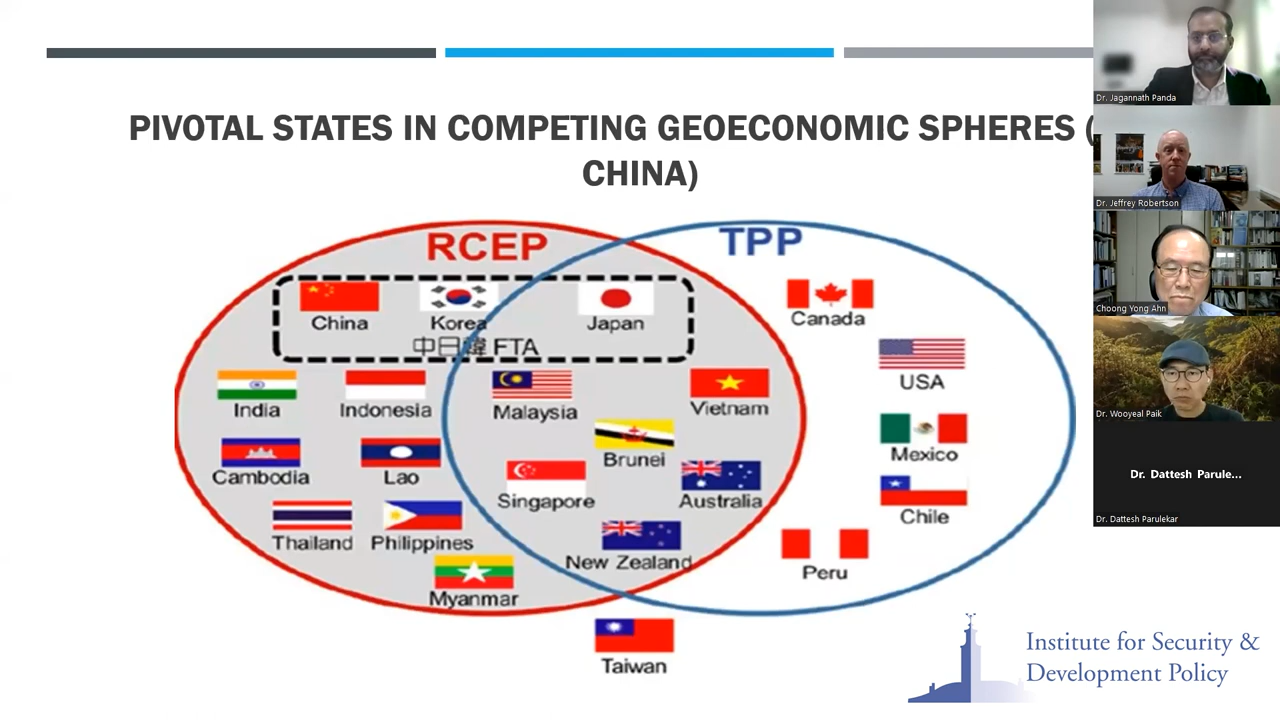 PIVOTAL STATES IN COMPETING GEOECONOMIC SPHERES (
CHINA)
RCEP
TPP
China
Korea
Japan
中日韓 FTA
Canada
USA
India
Indonesia
Malaysia
Vietnam
Brunei
Mexico
Cambodia
Lao
Singapore
Australia
Chile
Thailand
Philippines
New Zealand
Peru
Myanmar
Taiwan
Institute for Security &
Development Policy
Dr. Jagannath Panda
Dr. Jeffrey Robertson
Choong Yong Ahn
Dr. Wooyeal Paik
Dr. Dattesh Parule...
Dr. Dattesh Parulekar